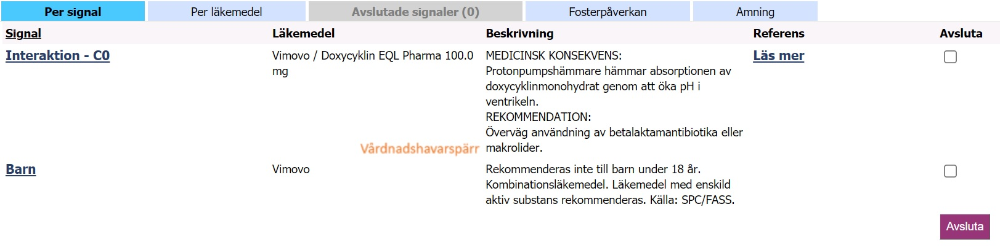 Per signal
Per läkemedel
Avslutade signaler (0)
Fosterpåverkan
Amning
Signal
Läkemedel
Beskrivning
Referens
Avsluta
Interaktion - C0
Vimovo / Doxycyklin EQL Pharma 100.0
mg
MEDICINSK KONSEKVENS:
Protonpumpshämmare hämmar absorptionen av
doxycyklinmonohydrat genom att öka pH i
ventrikeln.
REKOMMENDATION:
Överväg användning av betalaktamantibiotika eller
makrolider.
Läs mer
Vårdnadshavarspärr
Barn
Vimovo
Rekommenderas inte till barn under 18 år.
Kombinationsläkemedel. Läkemedel med enskild
aktiv substans rekommenderas. Källa: SPC/FASS.
Avsluta